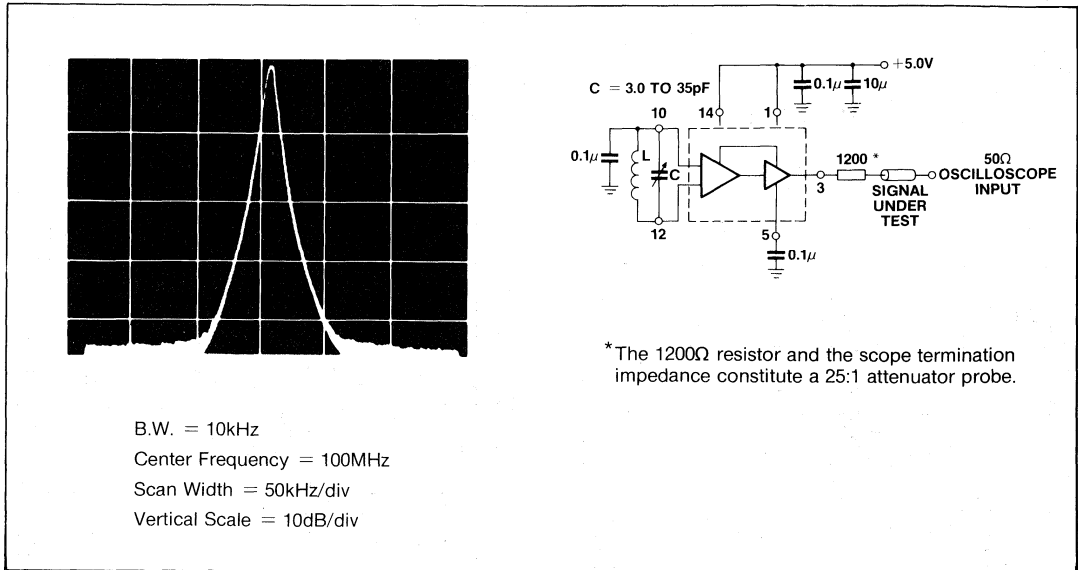 C = 3.0 TO 35pF
+5.0V
0.1μ
10μ
10
14
1
0.1μ
L
C
1200 *
50Ω
OSCILLOSCOPE
INPUT
3
SIGNAL
UNDER
TEST
12
5
0.1μ
*The 1200Ω resistor and the scope termination
impedance constitute a 25:1 attenuator probe.
B.W. = 10kHz
Center Frequency = 100MHz
Scan Width = 50kHz/div
Vertical Scale = 10dB/div